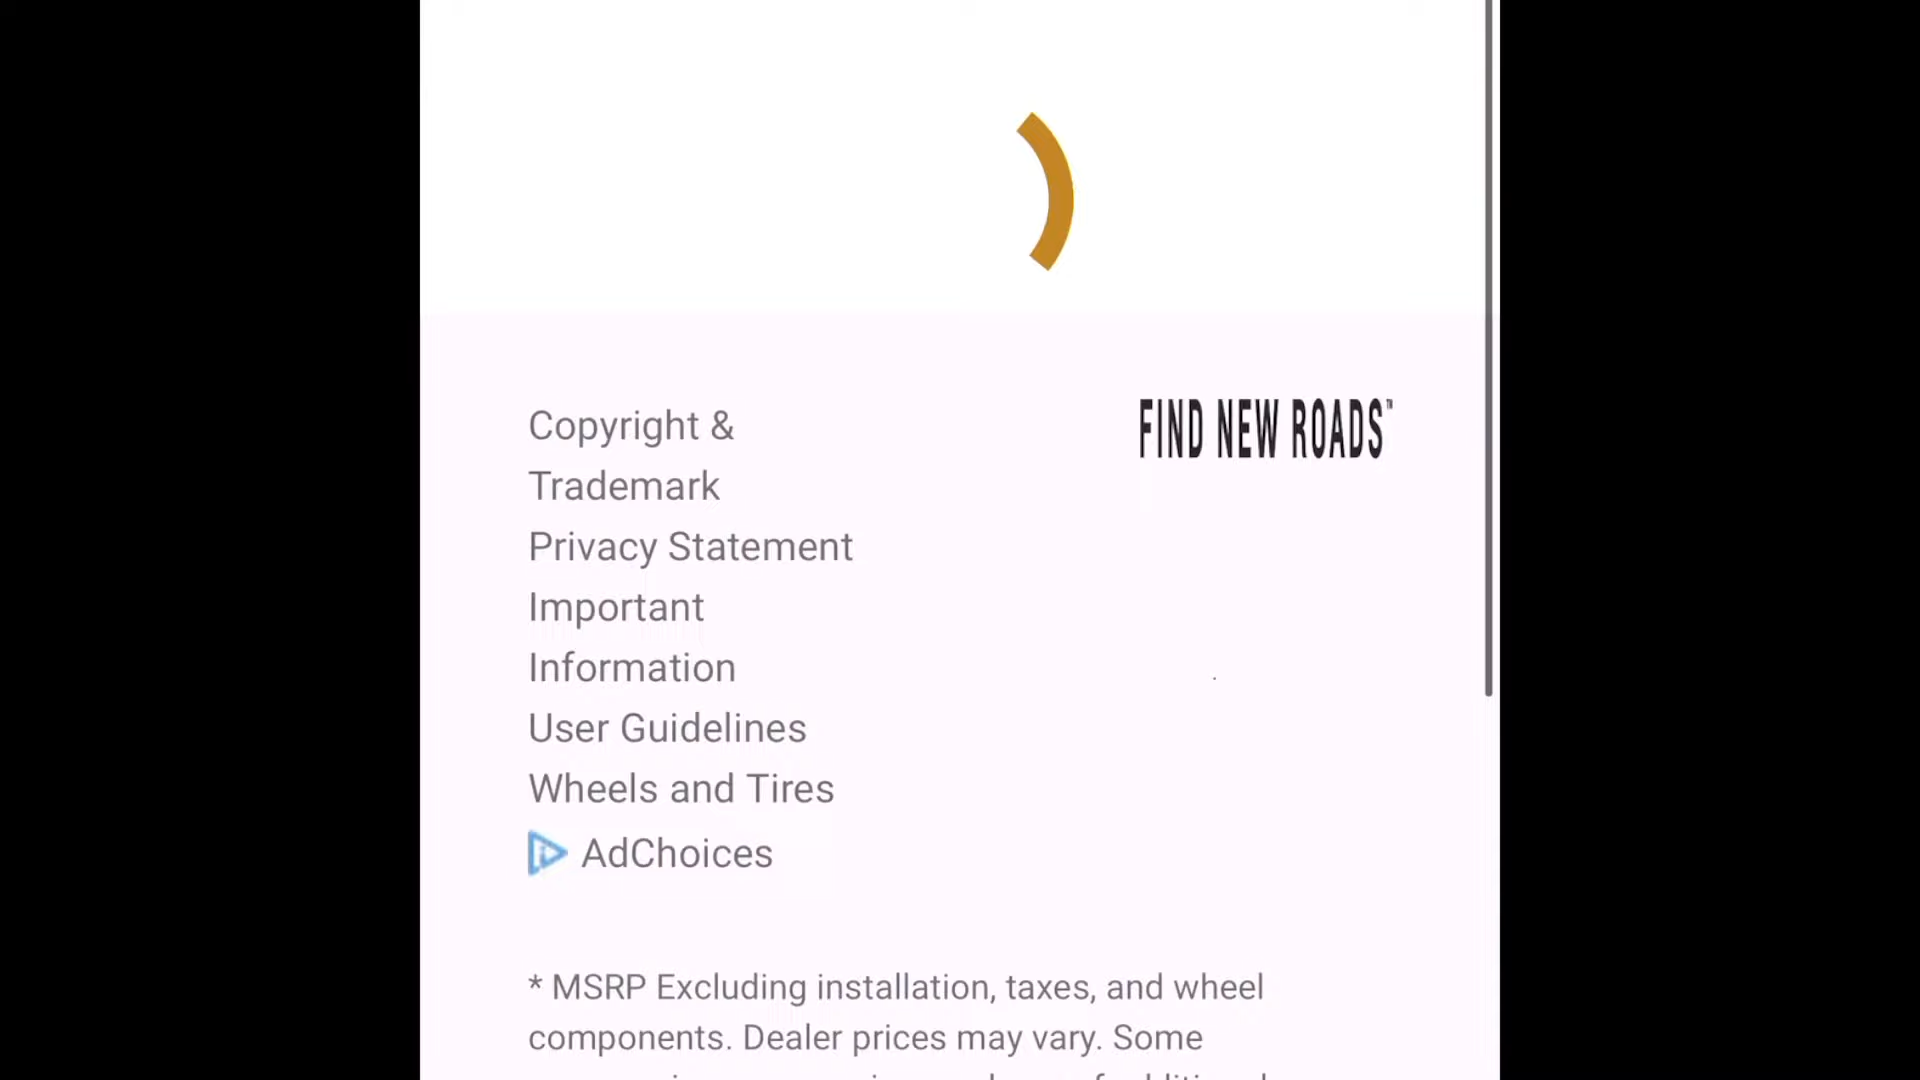 Copyright &
Trademark
FIND NEW ROADS™
Privacy Statement
Important
Information
User Guidelines
Wheels and Tires
AdChoices
* MSRP Excluding installation, taxes, and wheel
components. Dealer prices may vary. Some